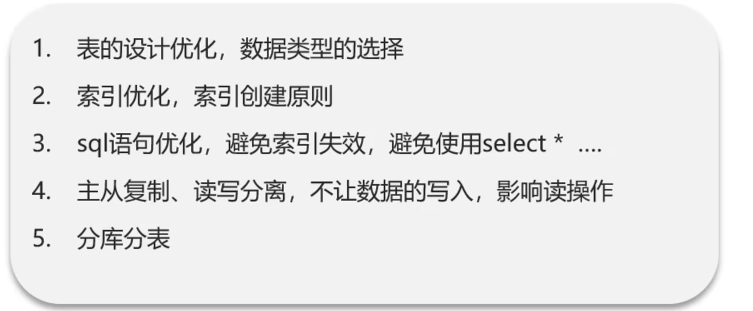 1. 表的设计优化，数据类型的选择
2. 索引优化，索引创建原则
3. sql语句优化，避免索引失效，避免使用select * ....
4. 主从复制、读写分离，不让数据的写入，影响读操作
5. 分库分表